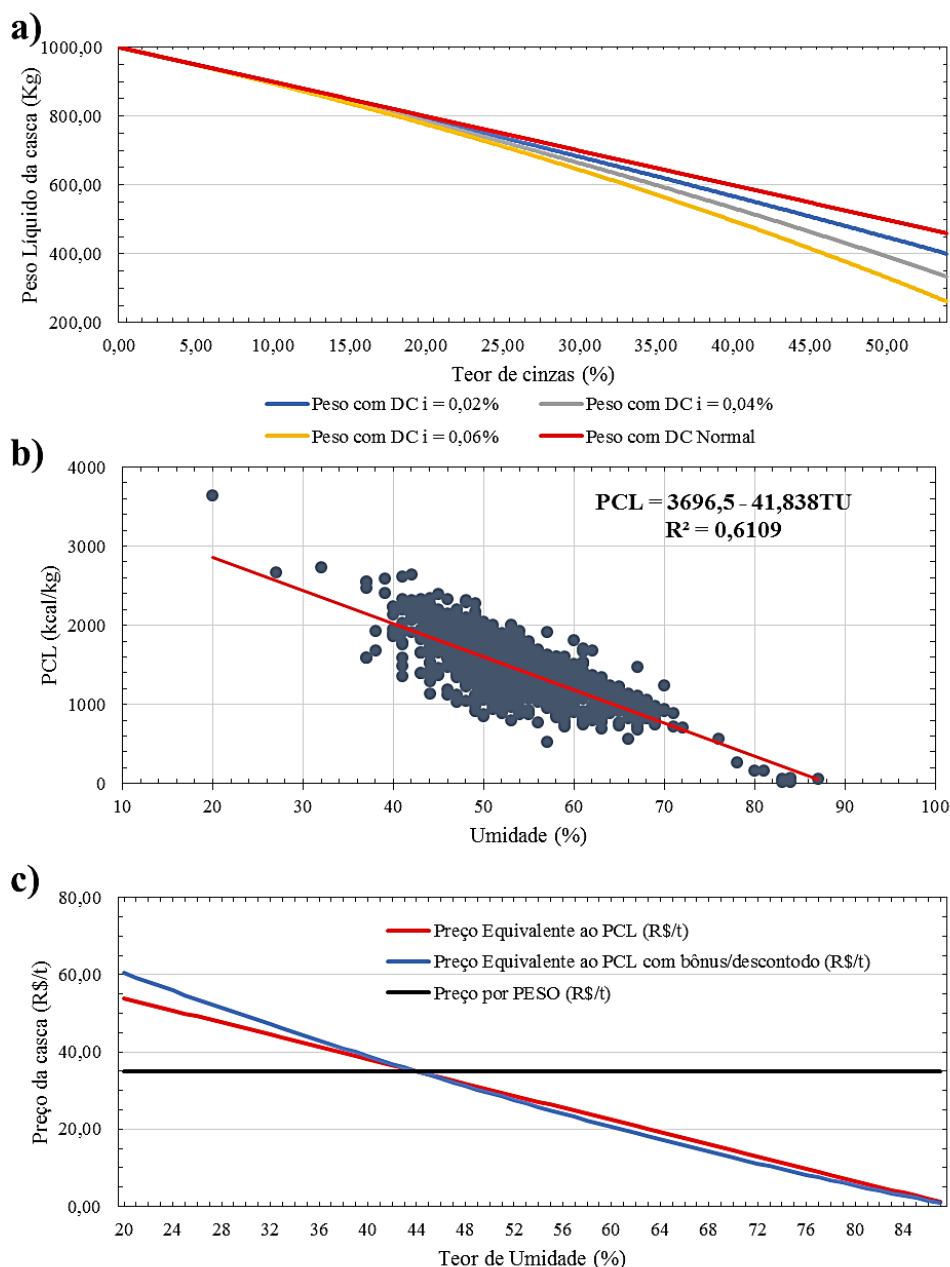 a)
1000,00
800,00
600,00
400,00
200,00
Peso Líquido da casca (Kg)
0,00 5,00 10,00 15,00 20,00 25,00 30,00 35,00 40,00 45,00 50,00
Teor de cinzas (%)
Peso com DC i = 0,02% Peso com DC i = 0,04%
Peso com DC i = 0,06% Peso com DC Normal
b)
4000
3000
2000
1000
0
PCL (kcal/kg)
PCL = 3696,5 - 41,838TU
R² = 0,6109
10 20 30 40 50 60 70 80 90 100
Umidade (%)
c)
80,00
60,00
40,00
20,00
0,00
Preço da casca (R$/t)
Preço Equivalente ao PCL (R$/t)
Preço Equivalente ao PCL com bônus/descontodo (R$/t)
Preço por PESO (R$/t)
20 24 28 32 36 40 44 48 52 56 60 64 68 72 76 80 84
Teor de Umidade (%)